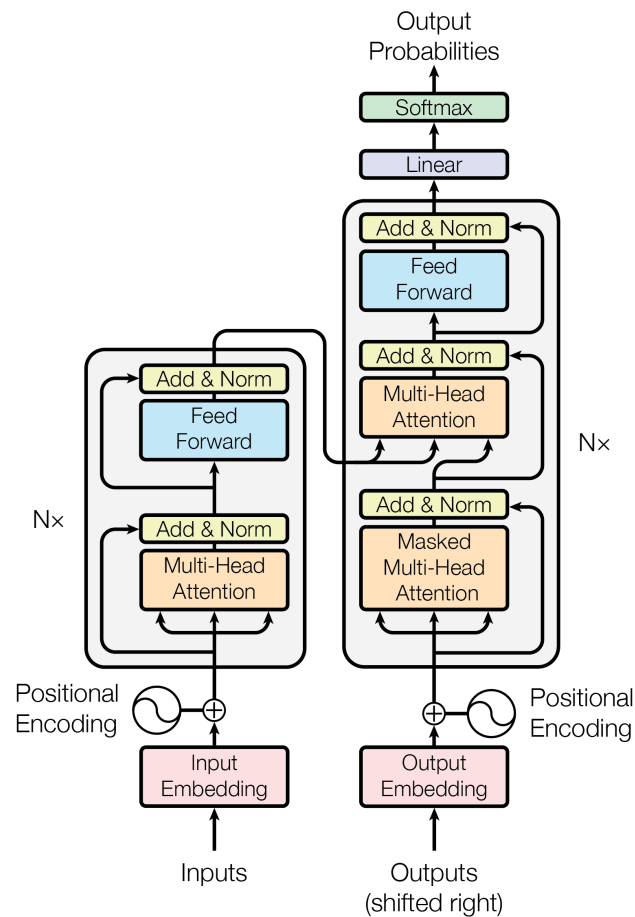 Output
Probabilities
Softmax
Linear
Add & Norm
Feed
Forward
Add & Norm
Multi-Head
Attention
Add & Norm
Masked
Multi-Head
Attention
N×
Add & Norm
Feed
Forward
Add & Norm
Multi-Head
Attention
N×
Positional
Encoding
Positional
Encoding
Input
Embedding
Output
Embedding
Inputs
Outputs
(shifted right)